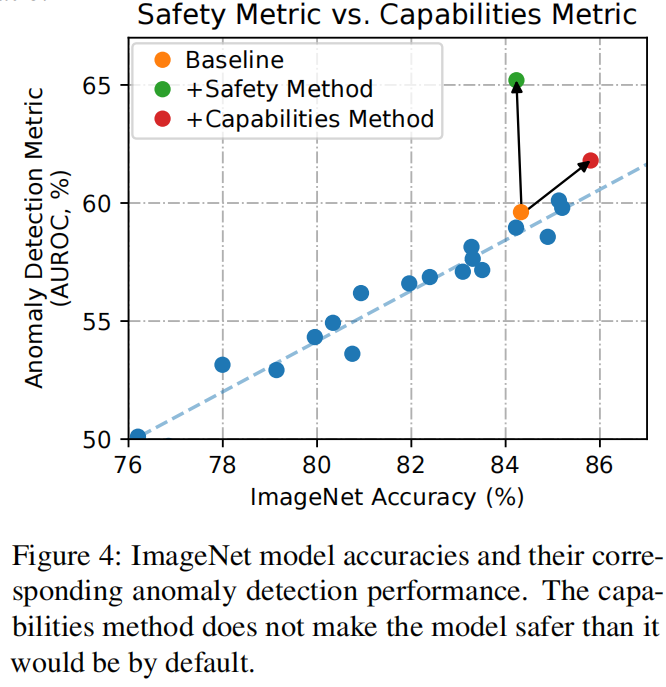 Safety Metric vs. Capabilities Metric
Baseline
+Safety Method
+Capabilities Method
Anomaly Detection Metric
(AUROC, %)
65
60
55
50
76 78 80 82 84 86
ImageNet Accuracy (%)
Figure 4: ImageNet model accuracies and their corre-
sponding anomaly detection performance. The capa-
bilities method does not make the model safer than it
would be by default.